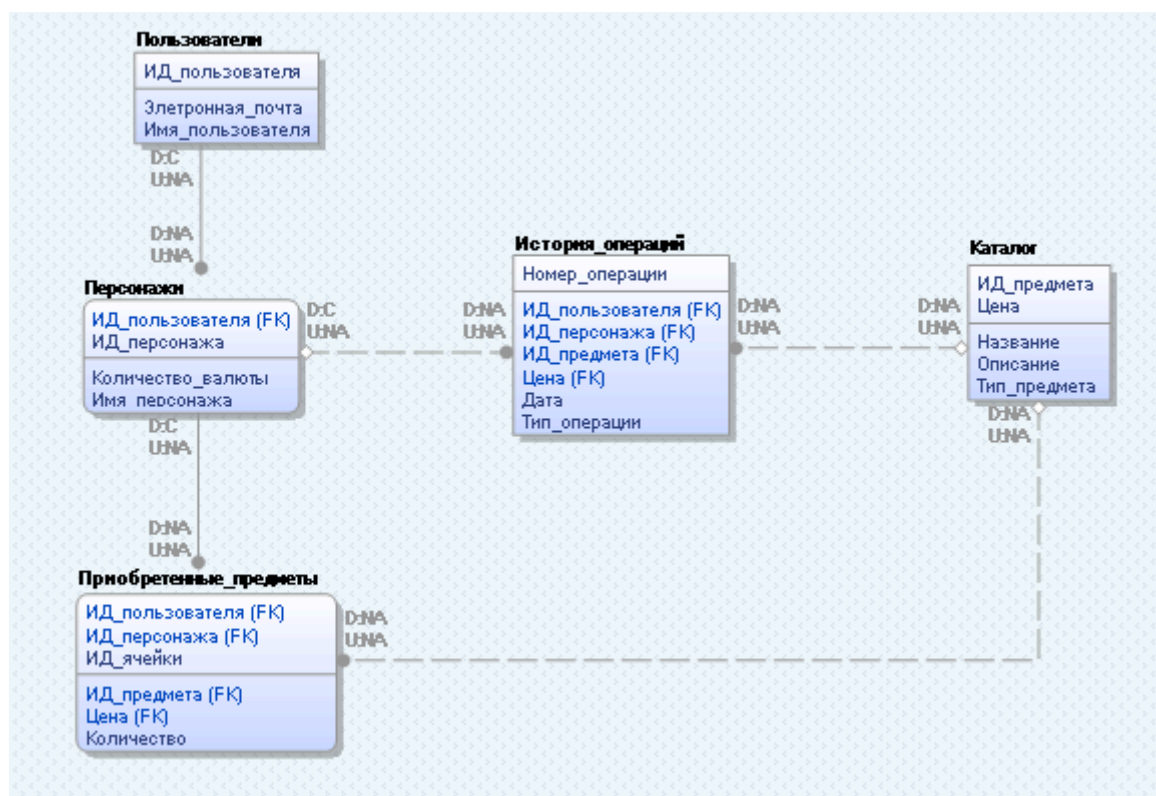 Пользователи
ИД_пользователя
Элетронная_почта
Имя_пользователя
D:C
U:NA
D:NA
U:NA
Персонажи
ИД_пользователя (FK)
ИД_персонажа
Количество_валюты
Имя_персонажа
D:C
U:NA
D:NA
U:NA
История_операций
Номер_операции
ИД_пользователя (FK)
ИД_персонажа (FK)
ИД_предмета (FK)
Цена (FK)
Дата
Тип_операции
D:NA
U:NA
D:NA
U:NA
Каталог
ИД_предмета
Цена
Название
Описание
Тип_предмета
D:NA
U:NA
D:C
U:NA
D:NA
U:NA
Приобретенные_предметы
ИД_пользователя (FK)
ИД_персонажа (FK)
ИД_ячейки
ИД_предмета (FK)
Цена (FK)
Количество
D:NA
U:NA